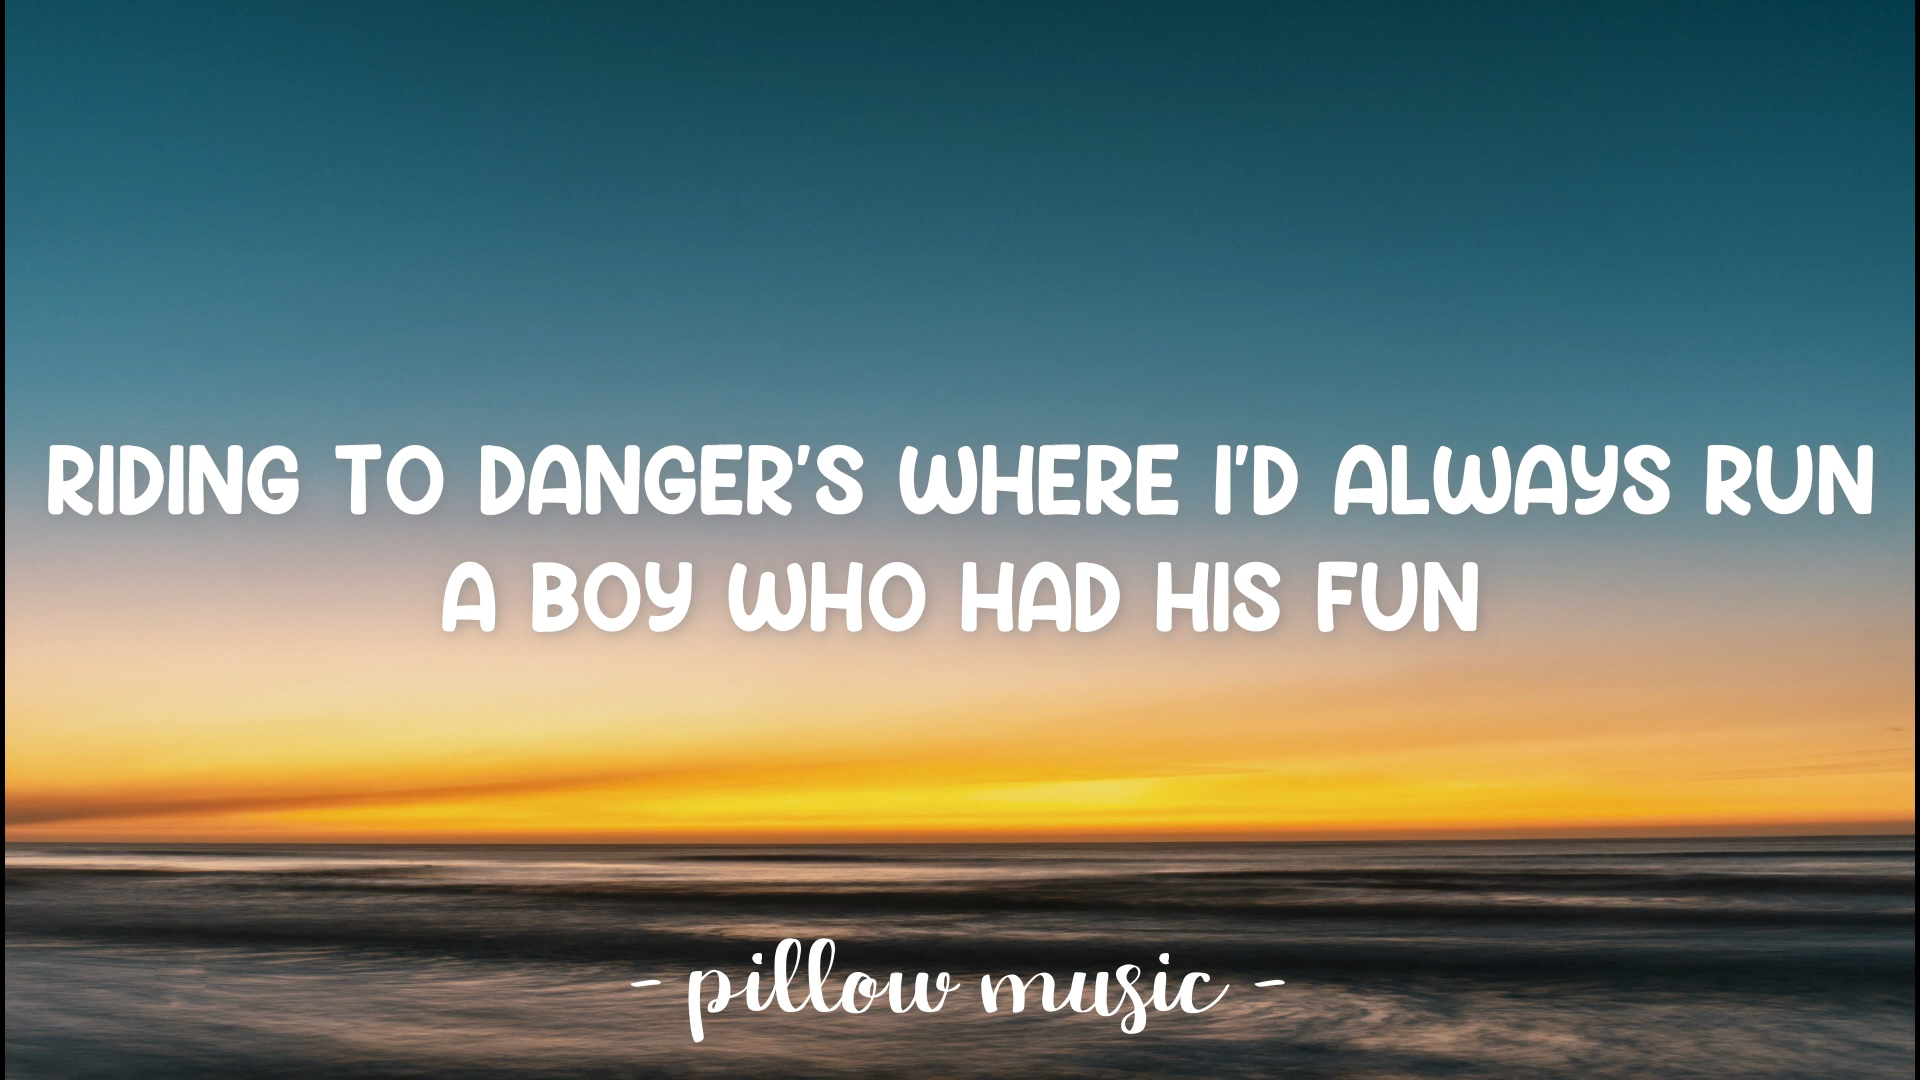 RIDING TO DANGER'S WHERE I'D ALWAYS RUN
A BOY WHO HAD HIS FUN
- pillow music -